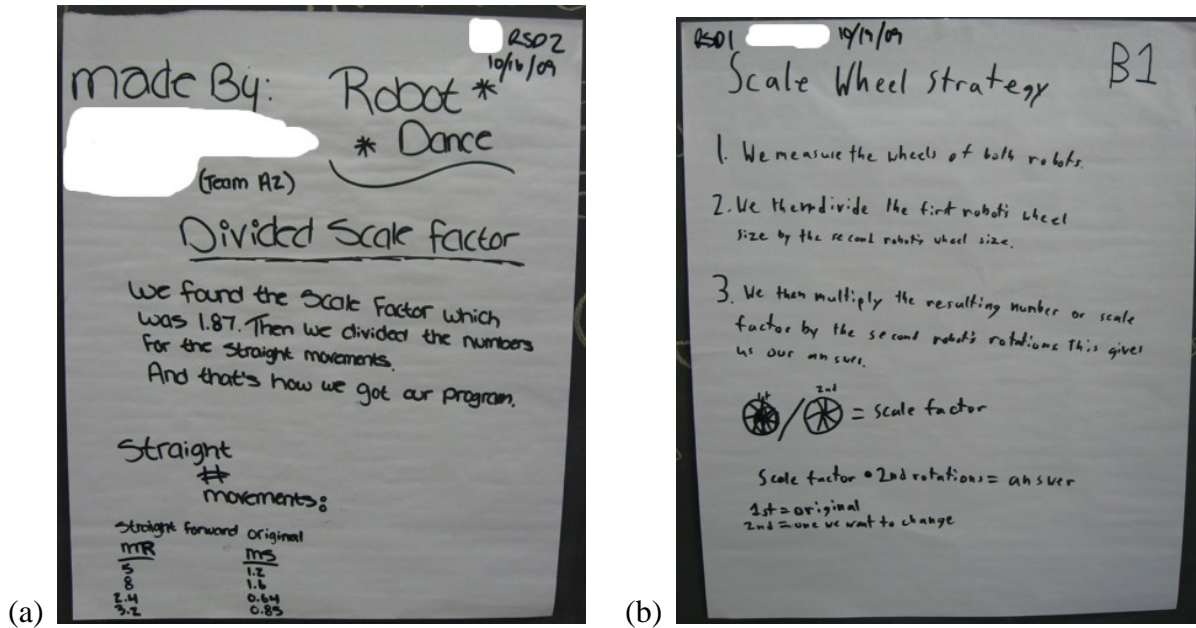 RSD2
10/16/09
made By:
Robot *
* Dance
(Team A2)
Divided Scale factor
We found the Scale Factor which
was 1.87. Then we divided the numbers
For the straight movements.
And that's how we got our program.
Straight
#
movements:
Straight forward original
MR MS
5 1.2
8 1.6
2.4 0.64
3.2 0.85
(a)
RSD1 10/19/09
B1
Scale Wheel strategy
1. We measure the wheels of both robots.
2. We then divide the first robot's wheel
size by the second robot's wheel size.
3. We then multiply the resulting number or scale
factor by the second robot's rotations this gives
us our answer.
1st / 2nd = scale factor
Scale factor • 2nd rotations = answer
1st = original
2nd = one we want to change
(b)